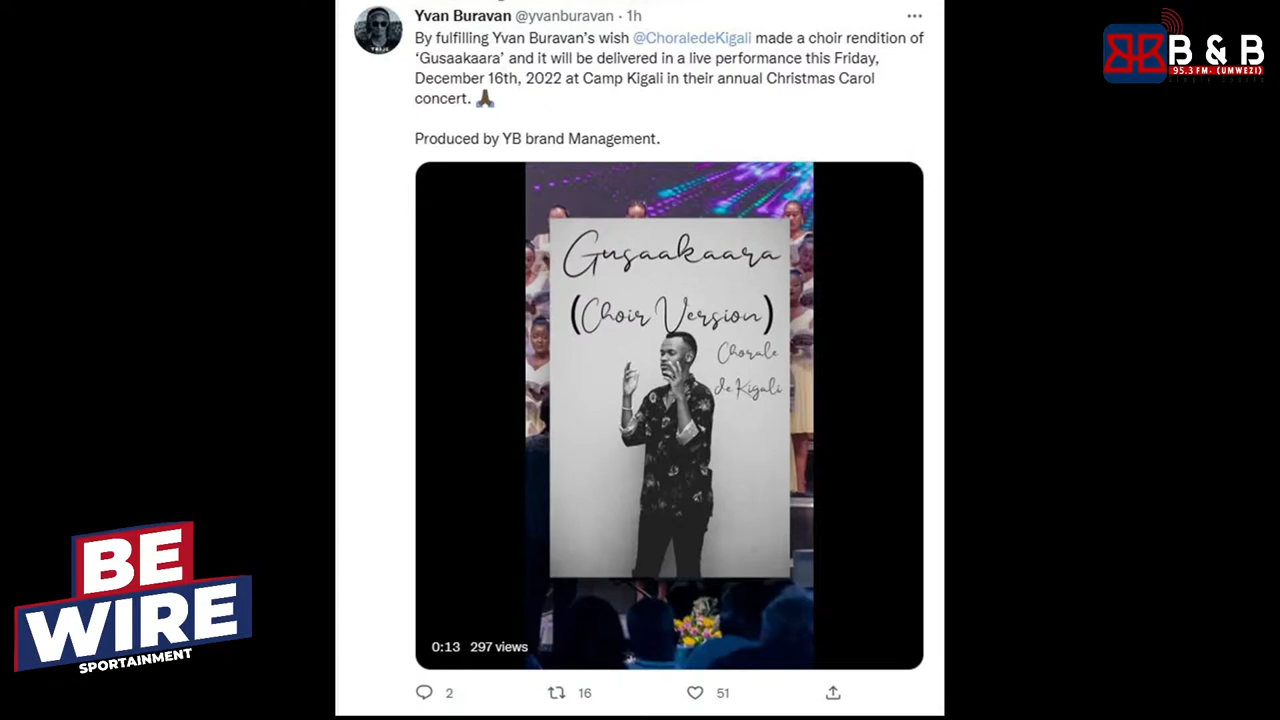 Yvan Buravan @yvanburavan · 1h
By fulfilling Yvan Buravan's wish @ChoraledeKigali made a choir rendition of
'Gusaakaara' and it will be delivered in a live performance this Friday,
December 16th, 2022 at Camp Kigali in their annual Christmas Carol
concert.
Produced by YB brand Management.
Gusaakaara
(Choir Version)
Chorale
de Kigali
0:13 297 views
2 16 51
B & B
95.3 FM- (UMWEZI)
BE
WIRE
SPORTAINMENT